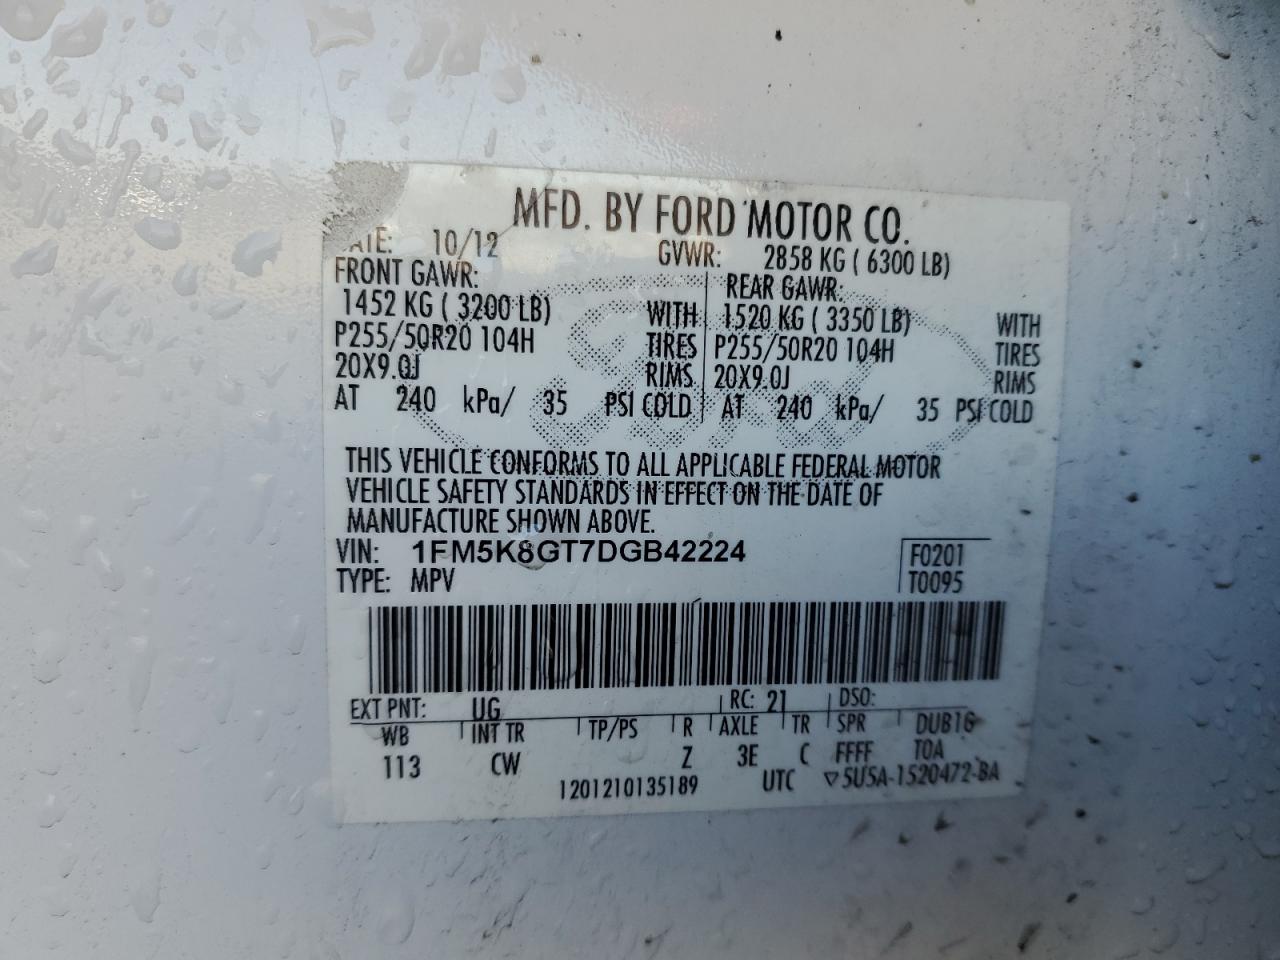 MFD. BY FORD MOTOR CO.
DATE: 10/12 GVWR: 2858 KG ( 6300 LB)
FRONT GAWR: REAR GAWR:
1452 KG ( 3200 LB) WITH 1520 KG ( 3350 LB) WITH
P255/50R20 104H TIRES P255/50R20 104H TIRES
20X9.0J RIMS 20X9.0J RIMS
AT 240 kPa/ 35 PSI COLD AT 240 kPa/ 35 PSI COLD
THIS VEHICLE CONFORMS TO ALL APPLICABLE FEDERAL MOTOR
VEHICLE SAFETY STANDARDS IN EFFECT ON THE DATE OF
MANUFACTURE SHOWN ABOVE.
VIN: 1FM5K8GT7DGB42224 F0201
TYPE: MPV T0095
EXT PNT: UG RC: 21 DSO:
WB INT TR TP/PS R AXLE TR SPR DUB1G
113 CW Z 3E C FFFF TOA
1201210135189 UTC ▽5U5A-1520472-BA